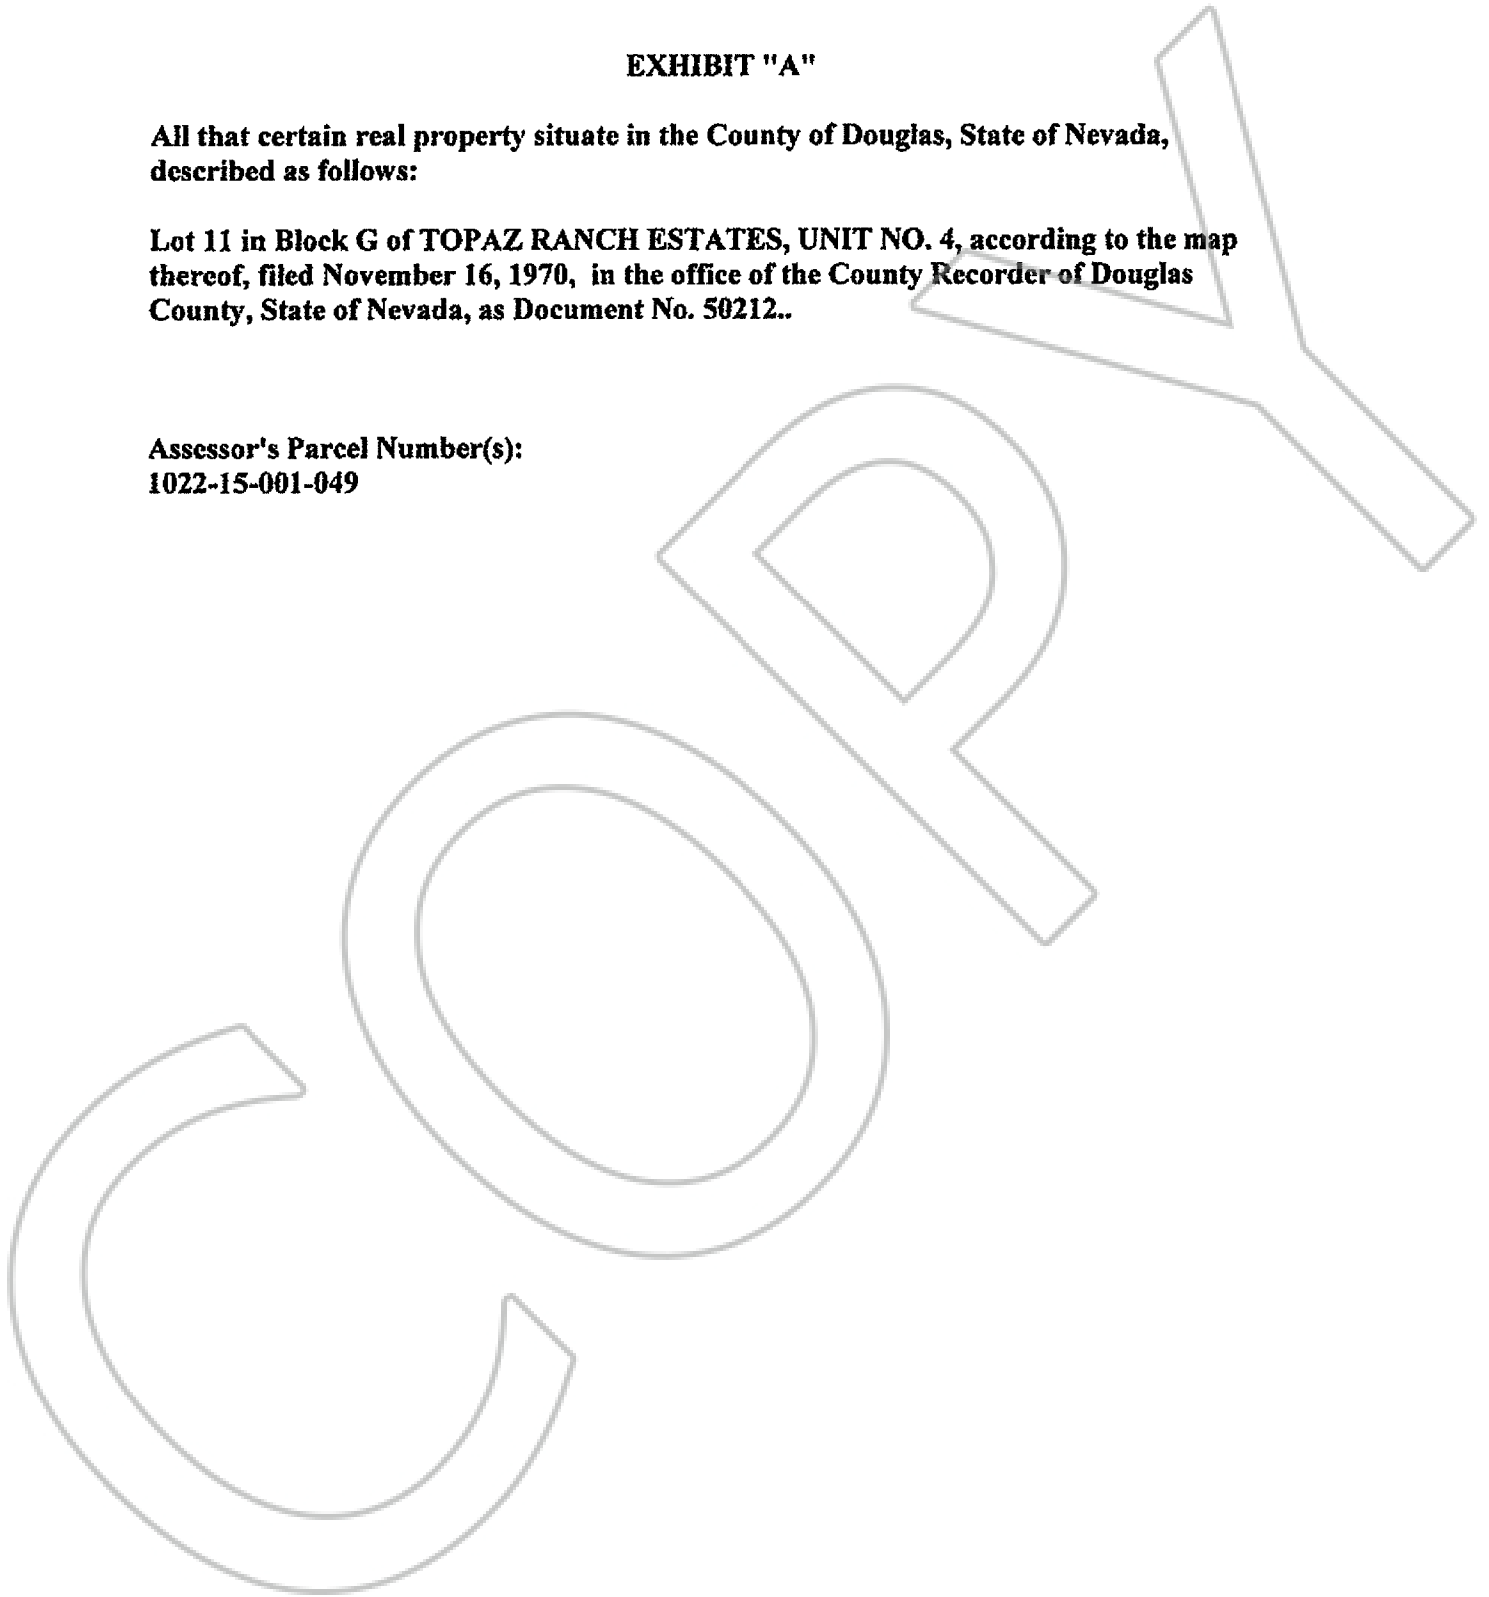 EXHIBIT "A"
All that certain real property situate in the County of Douglas, State of Nevada,
described as follows:
Lot 11 in Block G of TOPAZ RANCH ESTATES, UNIT NO. 4, according to the map
thereof, filed November 16, 1970,  in the office of the County Recorder of Douglas
County, State of Nevada, as Document No. 50212..
Assessor's Parcel Number(s):
1022-15-001-049
COPY